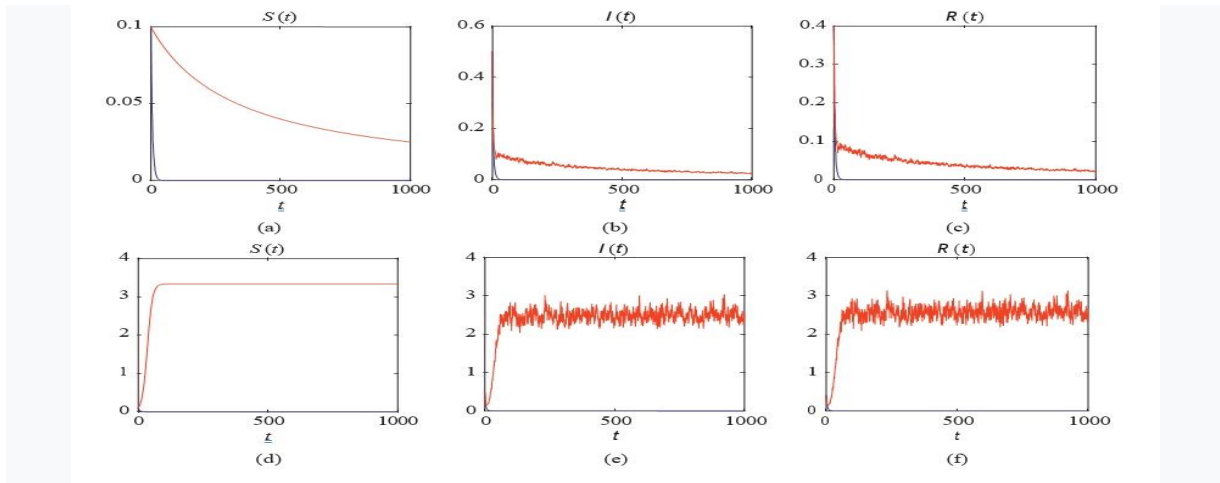 S (t) I (t) R (t)
0.1 0.6 0.4
0.3
0.05 0.4 0.2
0.2 0.1
0 0 0
0 500 1000 0 500 1000 0 500 1000
t t t
(a) (b) (c)
S (t) I (t) R (t)
4 4 4
3 3 3
2 2 2
1 1 1
0 0 0
0 500 1000 0 500 1000 0 500 1000
t t t
(d) (e) (f)